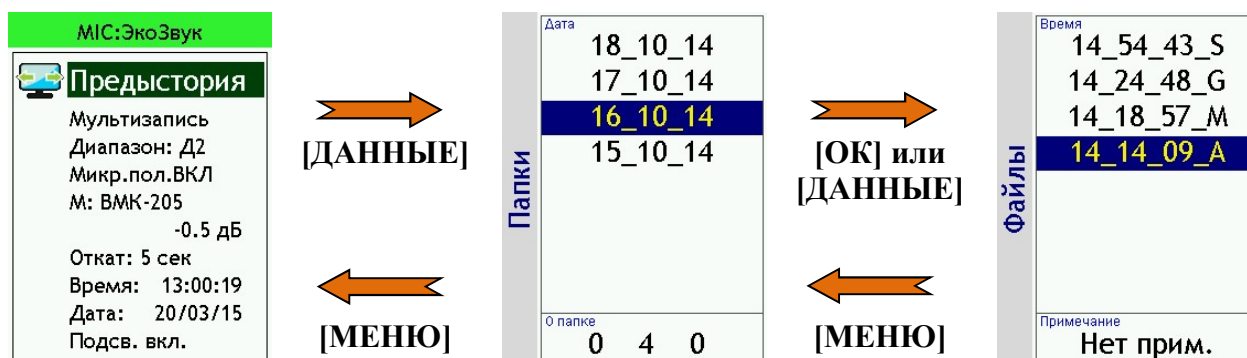 MIC:ЭкоЗвук
Предыстория
Мультизапись
Диапазон: Д2
Микр.пол.ВКЛ
М: ВМК-205
-0.5 дБ
Откат: 5 сек
Время: 13:00:19
Дата: 20/03/15
Подсв. вкл.
[ДАННЫЕ]
[МЕНЮ]
Папки
Дата
18_10_14
17_10_14
16_10_14
15_10_14
О папке
0 4 0
[ОК] или
[ДАННЫЕ]
[МЕНЮ]
Файлы
Время
14_54_43_S
14_24_48_G
14_18_57_M
14_14_09_A
Примечание
Нет прим.